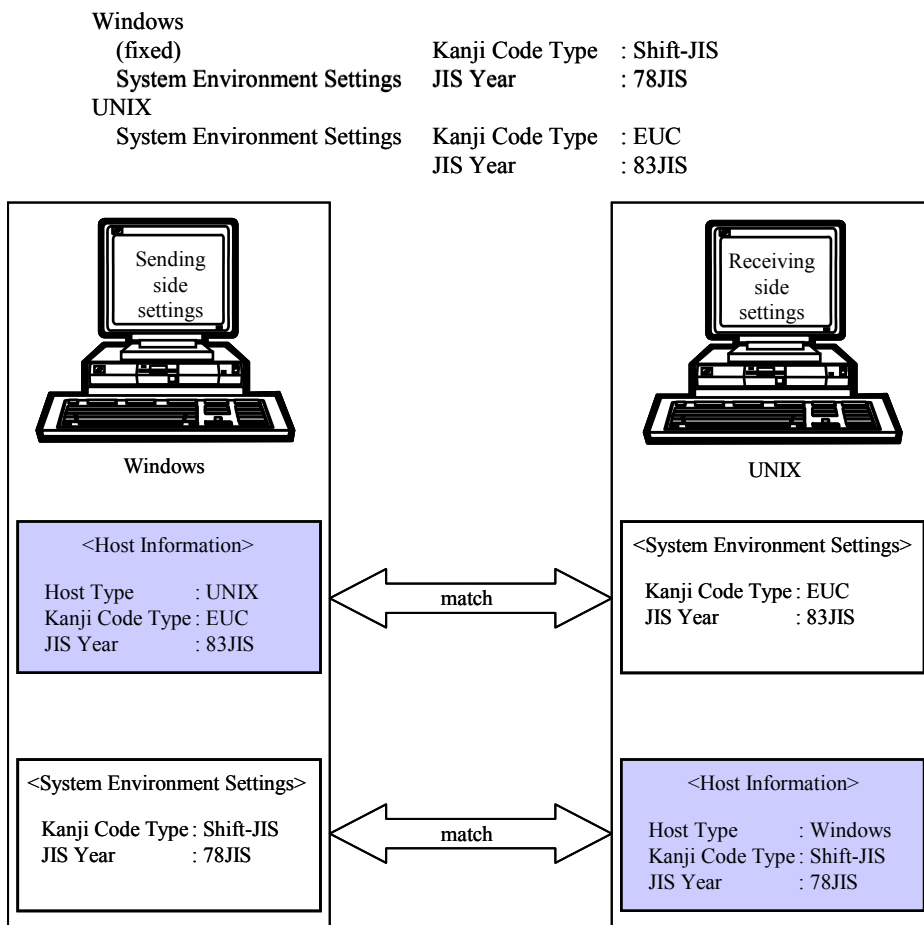 Windows
(fixed) Kanji Code Type : Shift-JIS
System Environment Settings JIS Year : 78JIS
UNIX
System Environment Settings Kanji Code Type : EUC
JIS Year : 83JIS
Sending
side
settings
Windows
<Host Information>
Host Type : UNIX
Kanji Code Type : EUC
JIS Year : 83JIS
<System Environment Settings>
Kanji Code Type : Shift-JIS
JIS Year : 78JIS
match
match
Receiving
side
settings
UNIX
<System Environment Settings>
Kanji Code Type : EUC
JIS Year : 83JIS
<Host Information>
Host Type : Windows
Kanji Code Type : Shift-JIS
JIS Year : 78JIS